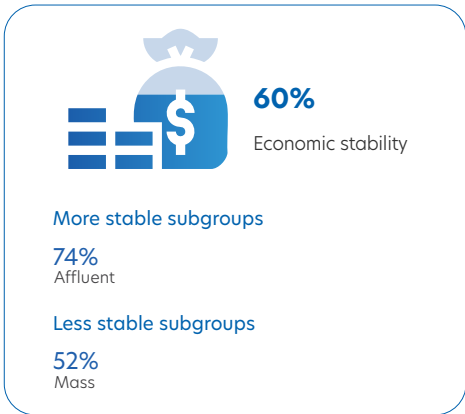 $
60%
Economic stability
More stable subgroups
74%
Affluent
Less stable subgroups
52%
Mass